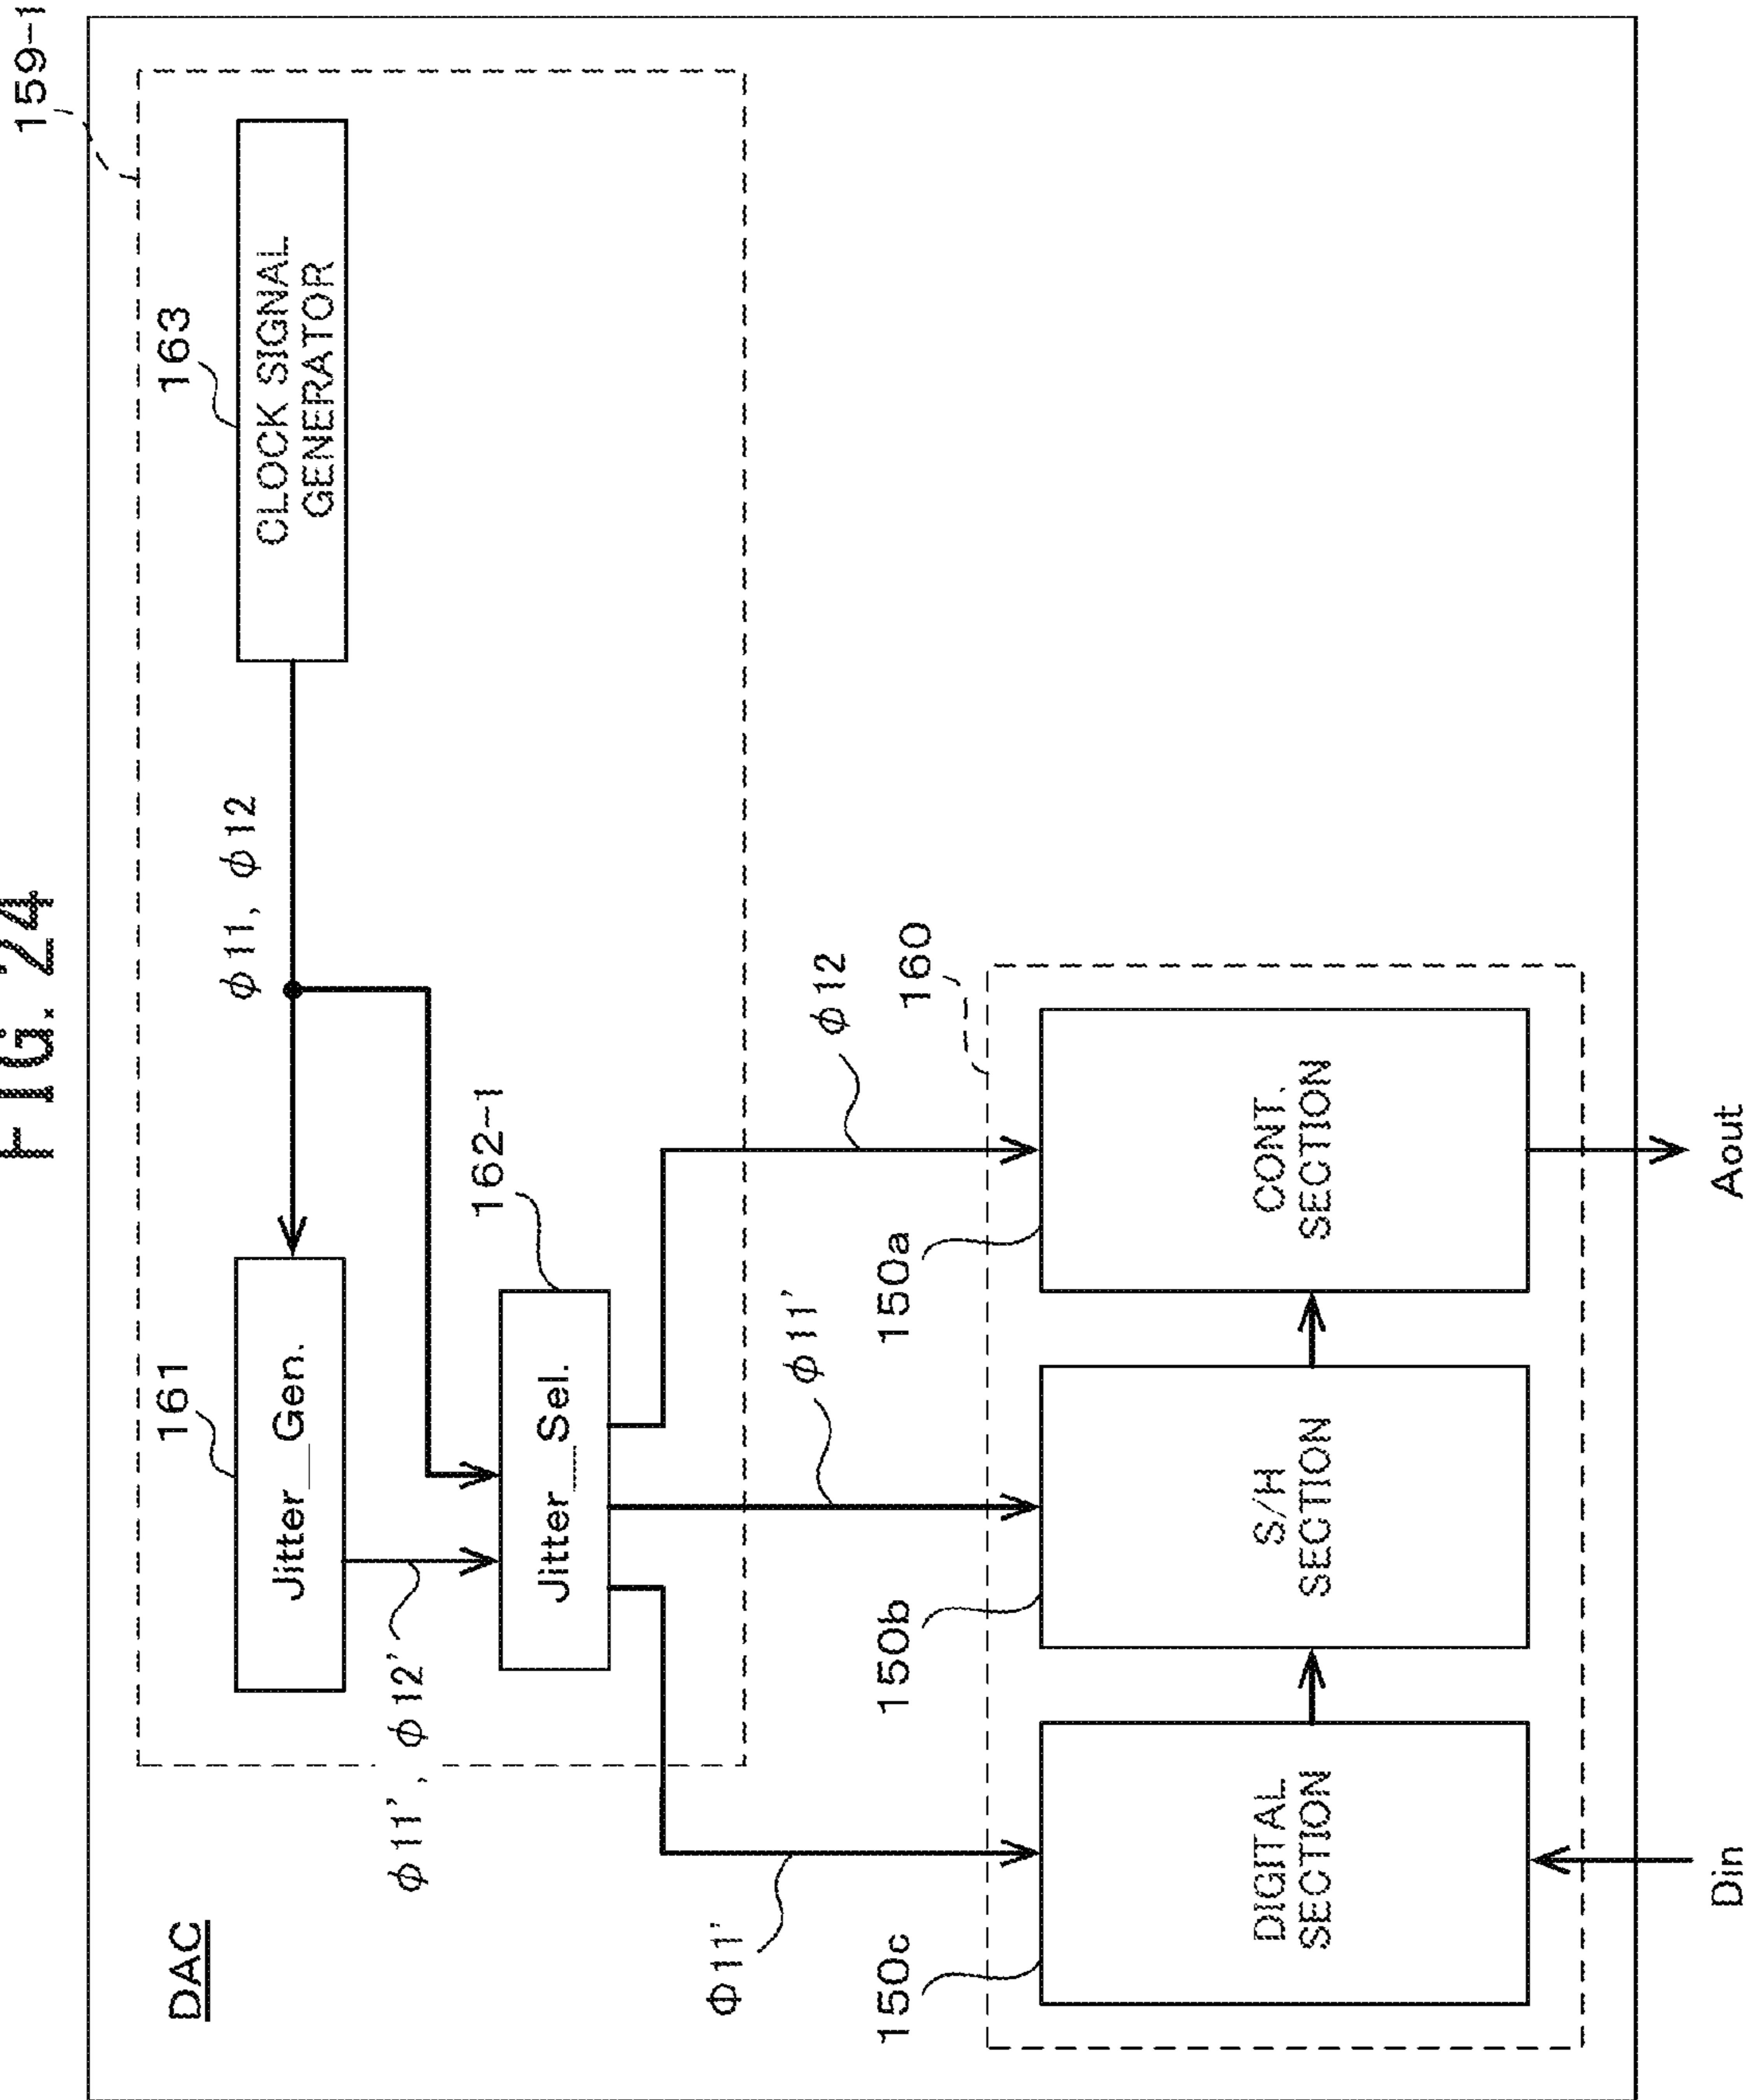 FIG. 24
DAC
159-1
161
Jitter_Gen.
φ11, φ12
163
CLOCK SIGNAL
GENERATOR
φ11', φ12'
162-1
Jitter_Sel.
φ11'
φ11'
φ12
160
150c
DIGITAL
SECTION
150b
S/H
SECTION
150a
CONT.
SECTION
Din
Aout